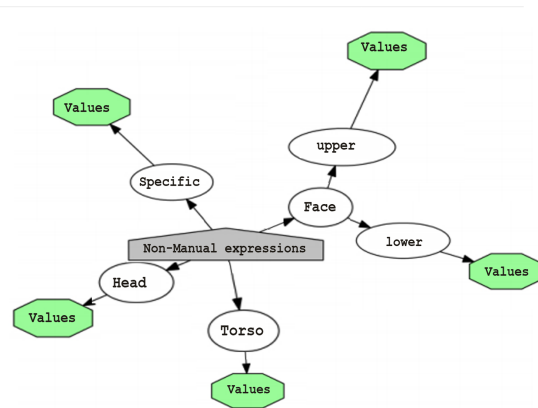 Values
Values
upper
Specific
Face
lower
Non-Manual expressions
Values
Head
Values
Torso
Values